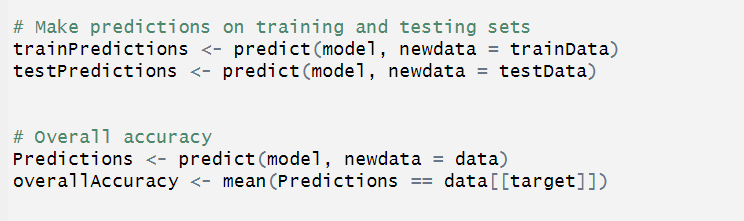 # Make predictions on training and testing sets
trainPredictions <- predict(model, newdata = trainData)
testPredictions <- predict(model, newdata = testData)
# Overall accuracy
Predictions <- predict(model, newdata = data)
overallAccuracy <- mean(Predictions == data[[target]])